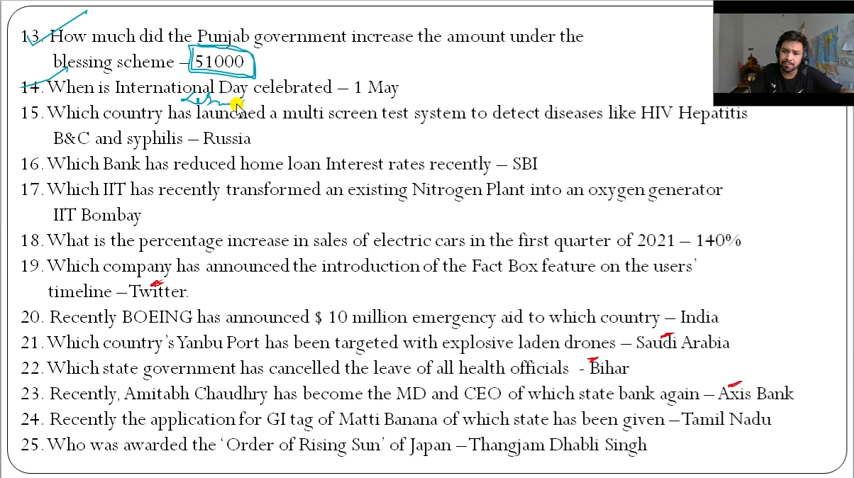 13. How much did the Punjab government increase the amount under the
blessing scheme – 51000
14. When is International Day celebrated – 1 May
15. Which country has launched a multi screen test system to detect diseases like HIV Hepatitis
B&C and syphilis – Russia
16. Which Bank has reduced home loan Interest rates recently – SBI
17. Which IIT has recently transformed an existing Nitrogen Plant into an oxygen generator
IIT Bombay
18. What is the percentage increase in sales of electric cars in the first quarter of 2021 – 140%
19. Which company has announced the introduction of the Fact Box feature on the users'
timeline –Twitter.
20. Recently BOEING has announced $ 10 million emergency aid to which country – India
21. Which country's Yanbu Port has been targeted with explosive laden drones – Saudi Arabia
22. Which state government has cancelled the leave of all health officials - Bihar
23. Recently, Amitabh Chaudhry has become the MD and CEO of which state bank again – Axis Bank
24. Recently the application for GI tag of Matti Banana of which state has been given –Tamil Nadu
25. Who was awarded the 'Order of Rising Sun' of Japan –Thangjam Dhabli Singh